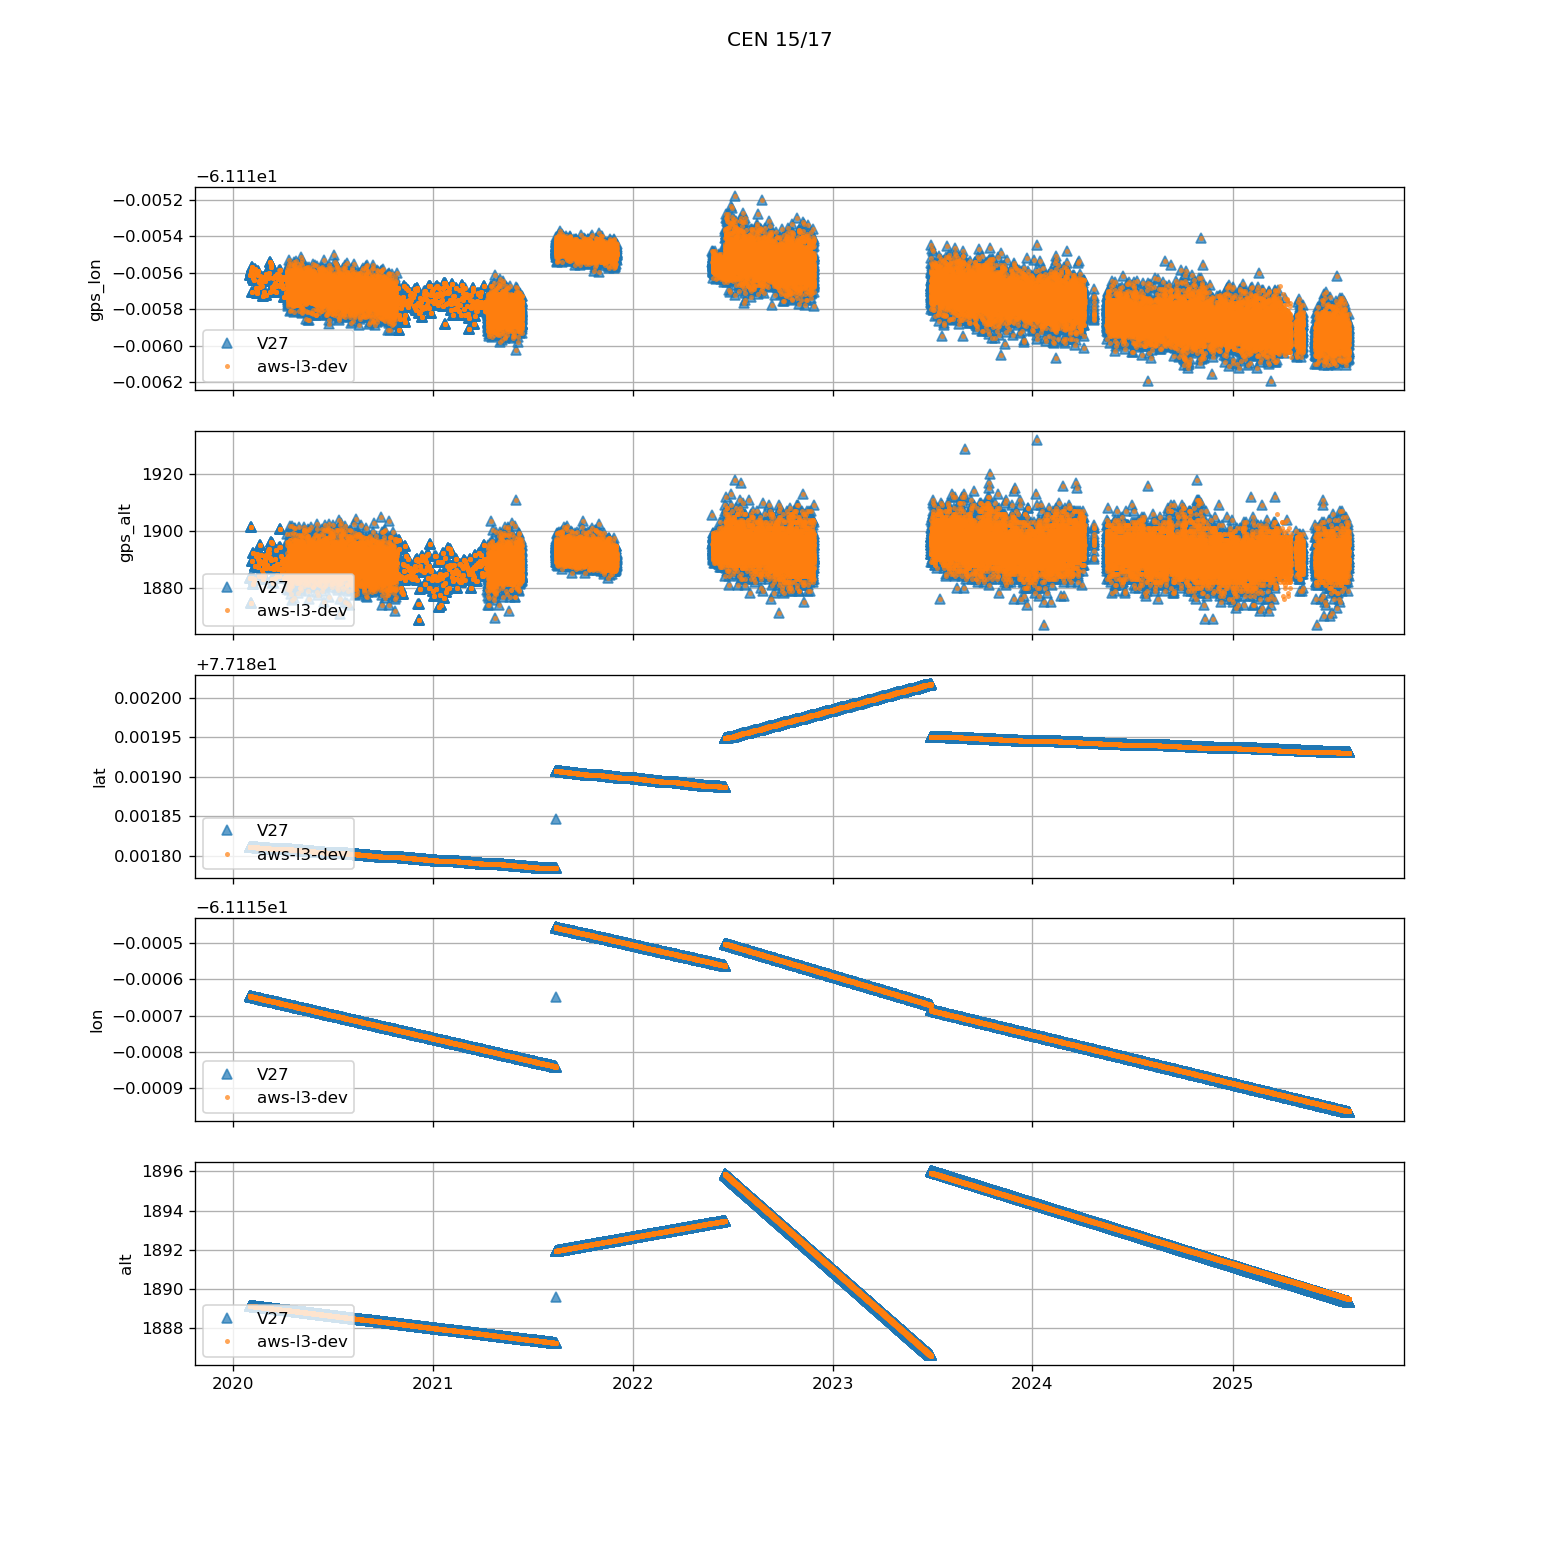 CEN 15/17
−6.111e1
−0.0052
−0.0054
−0.0056
−0.0058
−0.0060
−0.0062
gps_lon
V27
aws-l3-dev
1920
1900
1880
gps_alt
V27
aws-l3-dev
+7.718e1
0.00200
0.00195
0.00190
0.00185
0.00180
lat
V27
aws-l3-dev
−6.1115e1
−0.0005
−0.0006
−0.0007
−0.0008
−0.0009
lon
V27
aws-l3-dev
1896
1894
1892
1890
1888
alt
V27
aws-l3-dev
2020 2021 2022 2023 2024 2025